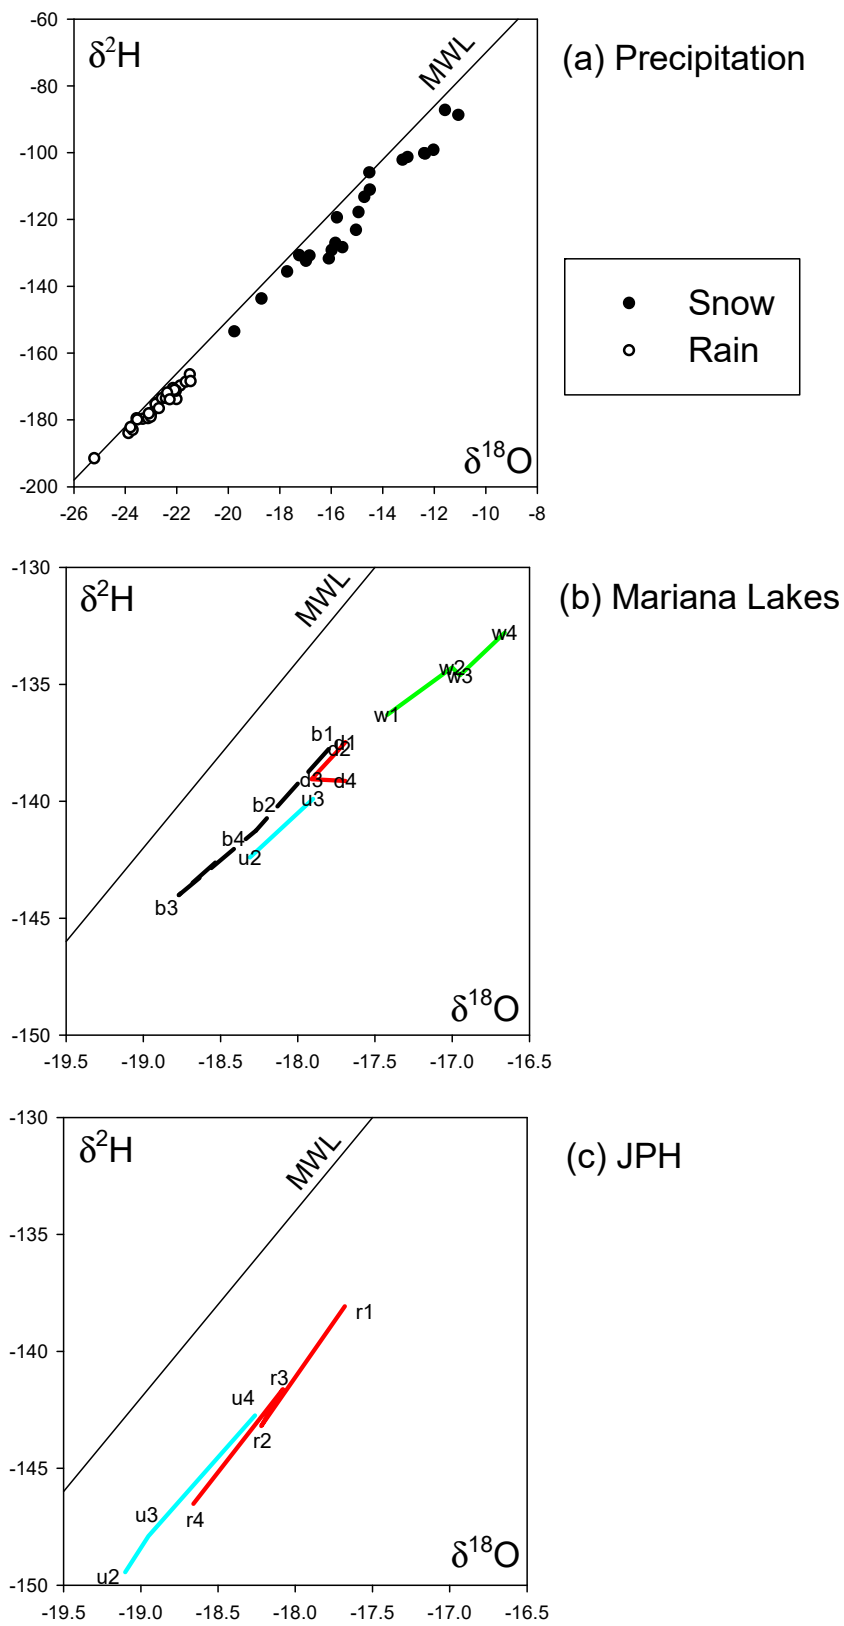 -60
δ²H
MWL
(a) Precipitation
-80
-100
-120
-140
-160
-180
-200
δ¹⁸O
-26 -24 -22 -20 -18 -16 -14 -12 -10 -8
Snow
Rain
-130
δ²H
MWL
(b) Mariana Lakes
w4
w2
w3
-135
w1
b1
d1
d2
d3
d4
-140
b2
u3
b4
u2
b3
-145
δ¹⁸O
-150
-19.5 -19.0 -18.5 -18.0 -17.5 -17.0 -16.5
-130
δ²H
MWL
(c) JPH
-135
r1
-140
r3
u4
r2
-145
u3
r4
u2
δ¹⁸O
-150
-19.5 -19.0 -18.5 -18.0 -17.5 -17.0 -16.5